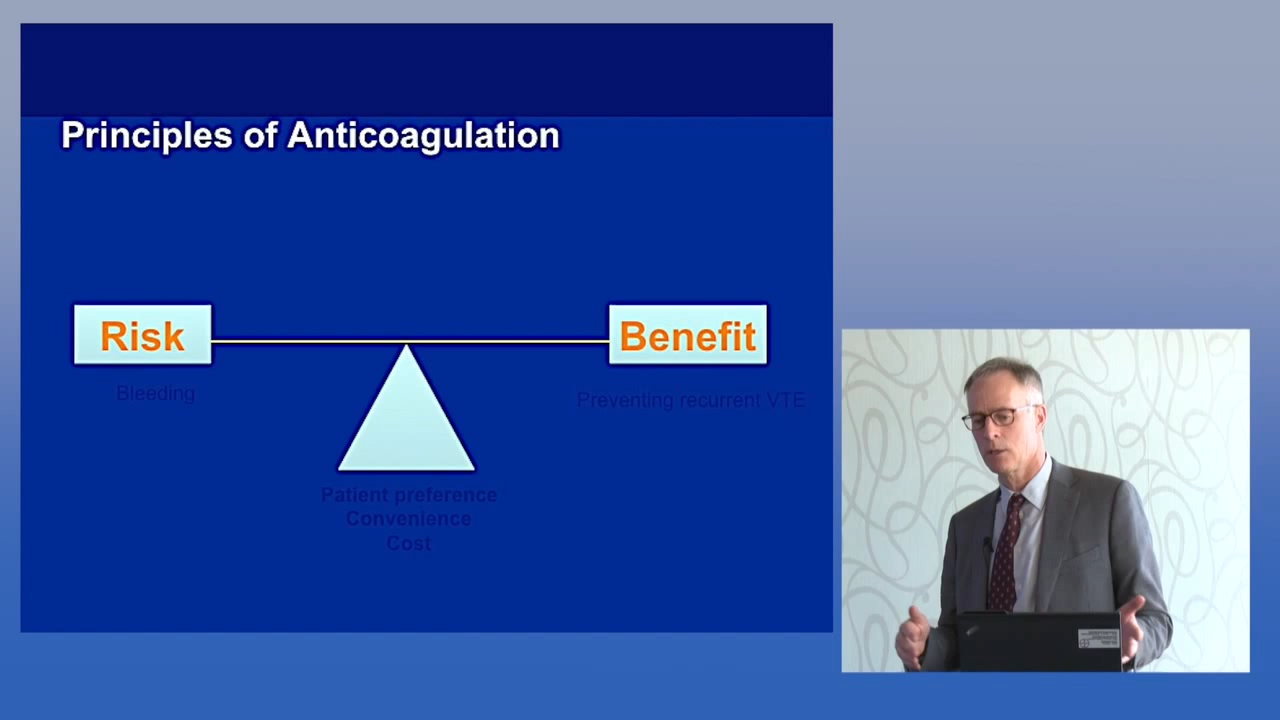 Principles of Anticoagulation
Risk
Benefit
Bleeding
Preventing recurrent VTE
Patient preference
Convenience
Cost